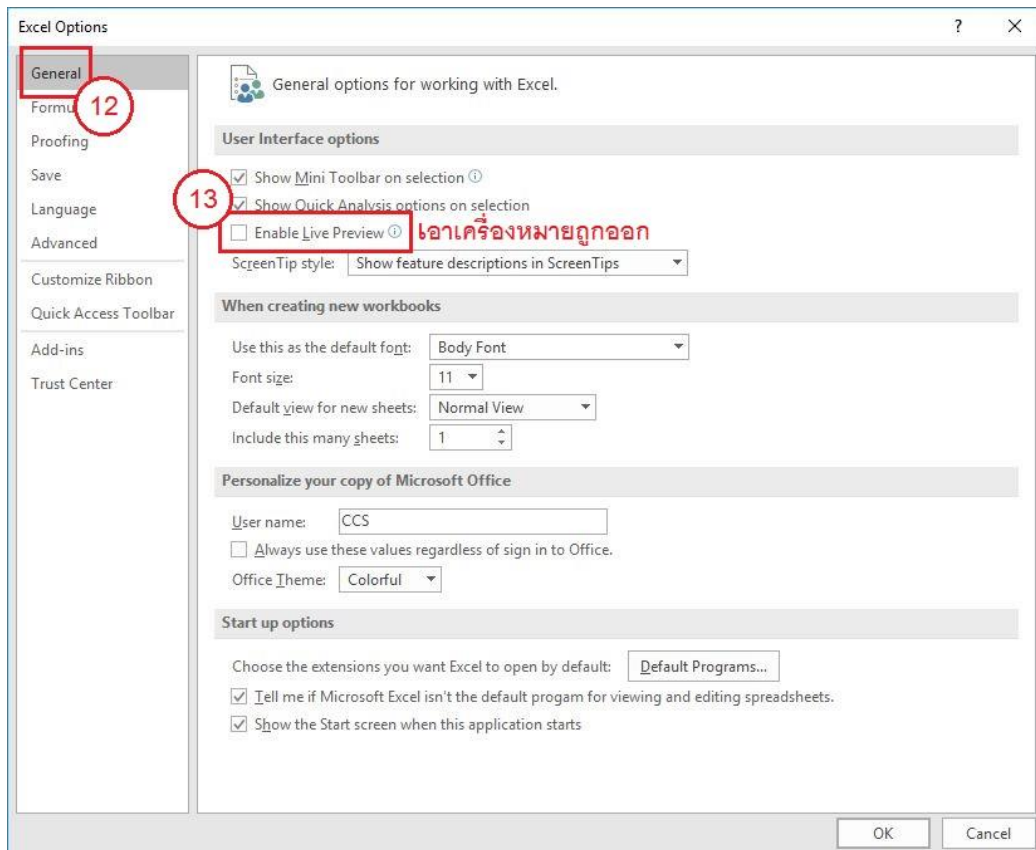 Excel Options
? X
General
12
Formu
Proofing
Save
Language
Advanced
Customize Ribbon
Quick Access Toolbar
Add-ins
Trust Center
General options for working with Excel.
User Interface options
Show Mini Toolbar on selection
13
Show Quick Analysis options on selection
Enable Live Preview เอาเครื่องหมายถูกออก
ScreenTip style: Show feature descriptions in ScreenTips
When creating new workbooks
Use this as the default font: Body Font
Font size: 11
Default view for new sheets: Normal View
Include this many sheets: 1
Personalize your copy of Microsoft Office
User name: CCS
Always use these values regardless of sign in to Office.
Office Theme: Colorful
Start up options
Choose the extensions you want Excel to open by default: Default Programs...
Tell me if Microsoft Excel isn't the default progam for viewing and editing spreadsheets.
Show the Start screen when this application starts
OK Cancel